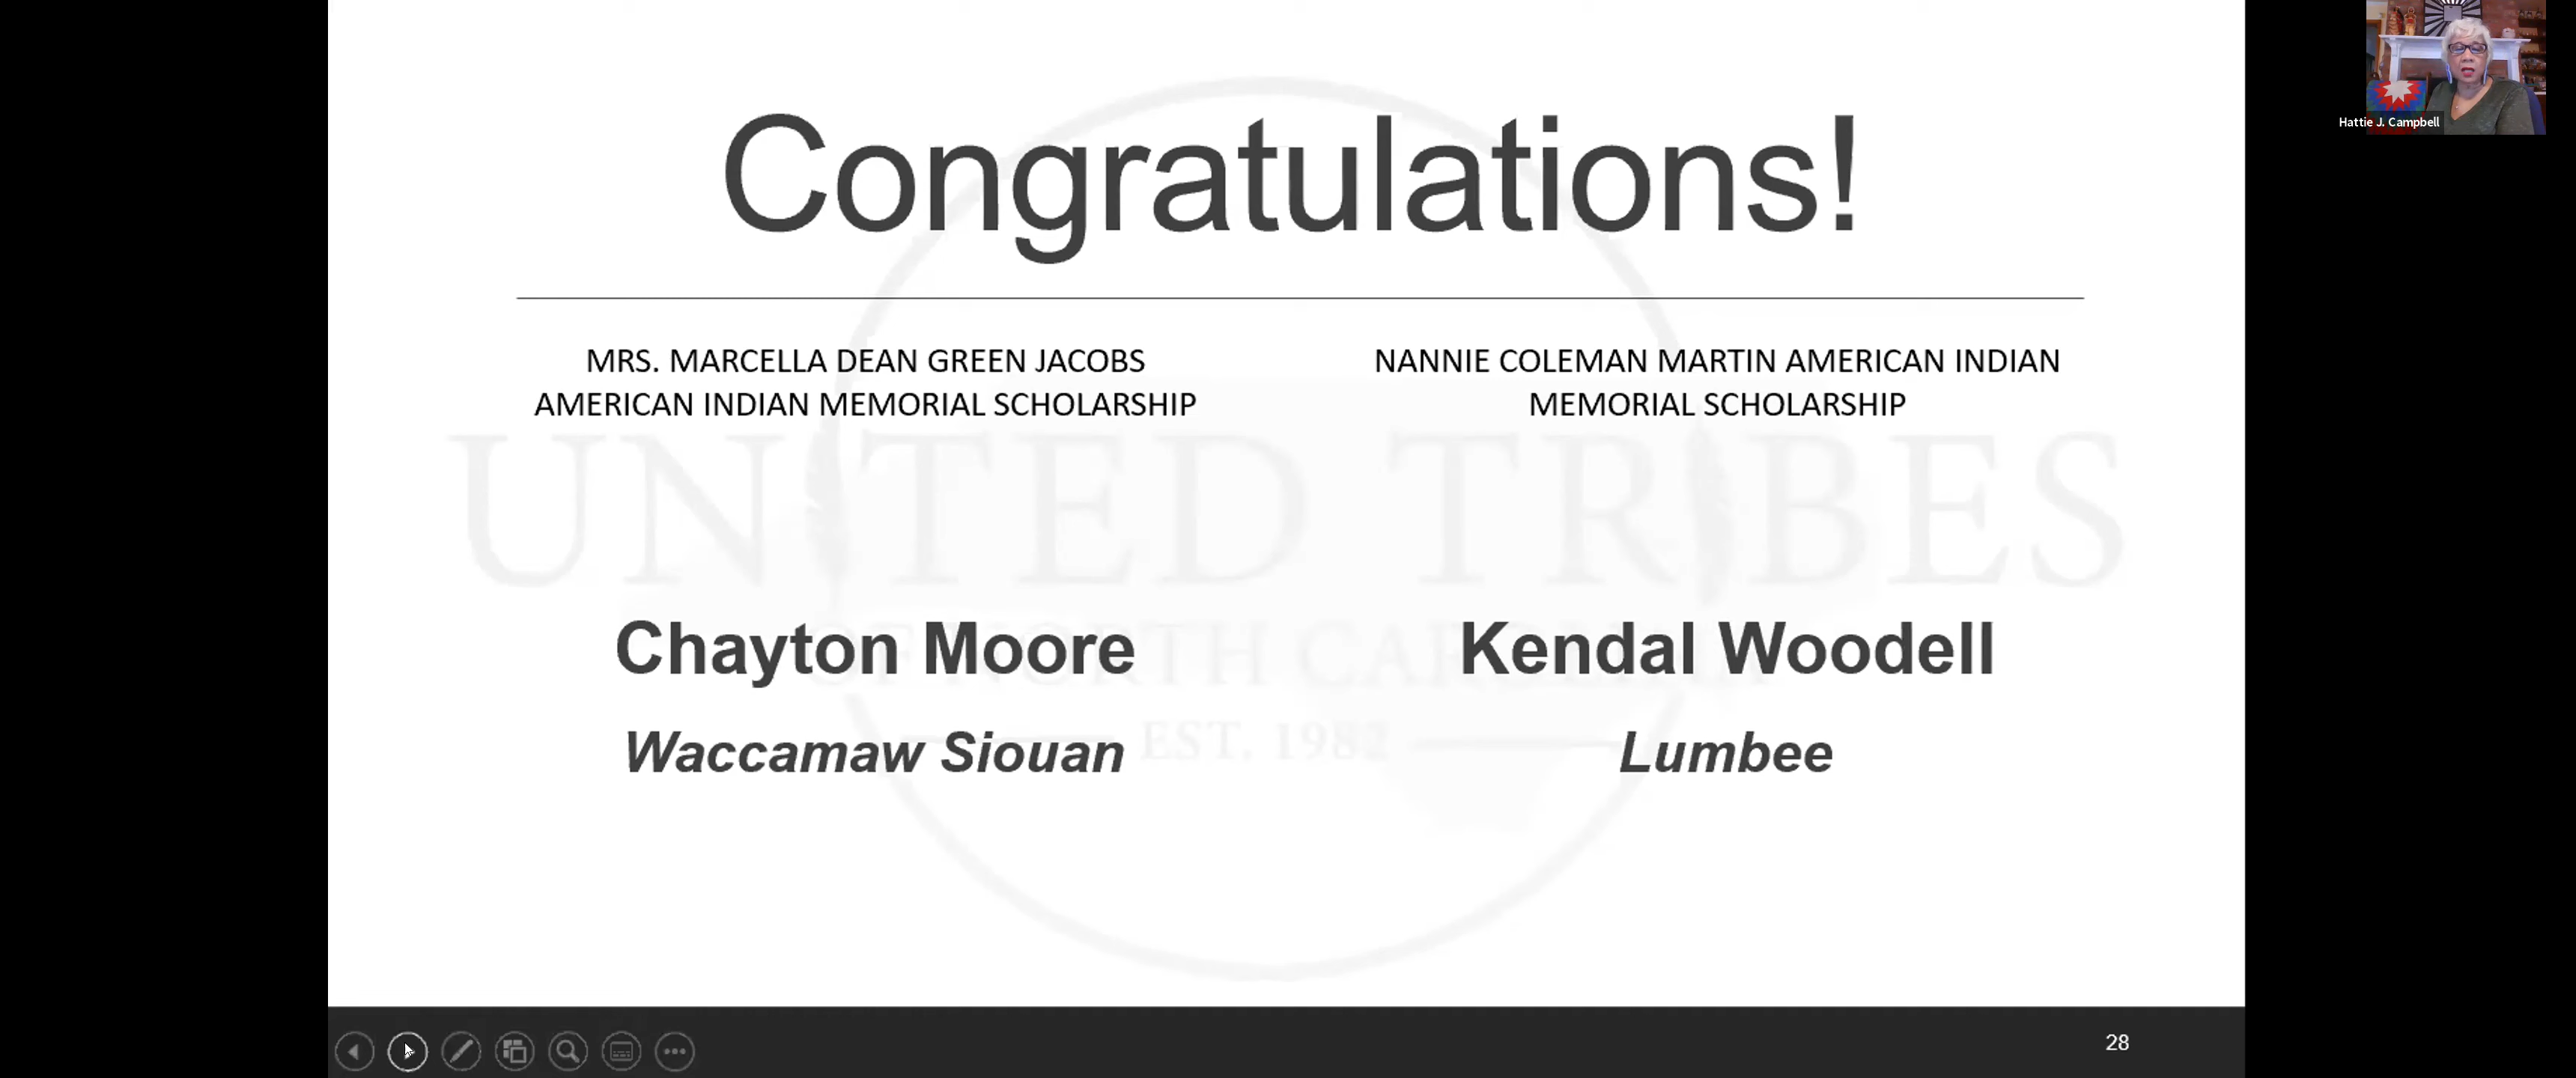 Congratulations!
MRS. MARCELLA DEAN GREEN JACOBS
AMERICAN INDIAN MEMORIAL SCHOLARSHIP
NANNIE COLEMAN MARTIN AMERICAN INDIAN
MEMORIAL SCHOLARSHIP
UNITED TRIBES
OF NORTH CAROLINA
EST. 1982
Chayton Moore
Waccamaw Siouan
Kendal Woodell
Lumbee
28
Hattie J. Campbell